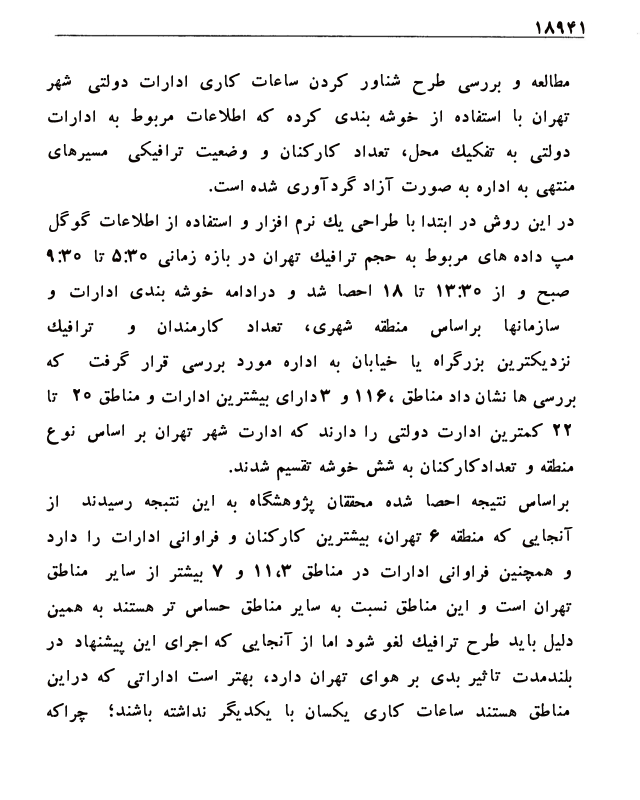 ۱۸۹۴۱
مطالعه و بررسی طرح شناور کردن ساعات کاری ادارات دولتی شهر
تهران با استفاده از خوشه بندی کرده که اطلاعات مربوط به ادارات
دولتی به تفکیك محل، تعداد کارکنان و وضعیت ترافیکی مسیرهای
منتهی به اداره به صورت آزاد گردآوری شده است.
در این روش در ابتدا با طراحی یك نرم افزار و استفاده از اطلاعات گوگل
مپ داده های مربوط به حجم ترافیك تهران در بازه زمانی ۵:۳۰ تا ۹:۳۰
صبح و از ۱۳:۳۰ تا ۱۸ احصا شد و درادامه خوشه بندی ادارات و
سازمانها براساس منطقه شهری، تعداد کارمندان و ترافیك
نزدیکترین بزرگراه یا خیابان به اداره مورد بررسی قرار گرفت که
بررسی ها نشان داد مناطق ،۱۱۶ و ۳دارای بیشترین ادارات و مناطق ۲۰ تا
۲۲ کمترین ادارت دولتی را دارند که ادارت شهر تهران بر اساس نوع
منطقه و تعدادکارکنان به شش خوشه تقسیم شدند.
براساس نتیجه احصا شده محققان پژوهشگاه به این نتبجه رسیدند از
آنجایی که منطقه ۶ تهران، بیشترین کارکنان و فراوانی ادارات را دارد
و همچنین فراوانی ادارات در مناطق ۱۱،۳ و ۷ بیشتر از سایر مناطق
تهران است و این مناطق نسبت به سایر مناطق حساس تر هستند به همین
دلیل باید طرح ترافیك لغو شود اما از آنجایی که اجرای این پیشنهاد در
بلندمدت تاثیر بدی بر هوای تهران دارد، بهتر است اداراتی که دراین
مناطق هستند ساعات کاری یکسان با یکدیگر نداشته باشند؛ چراکه